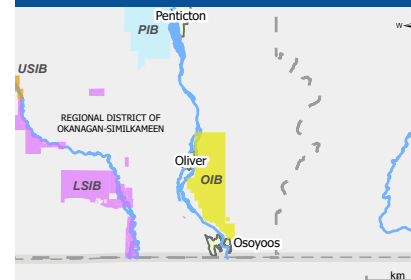 Penticton
PIB
W
USIB
REGIONAL DISTRICT OF
OKANAGAN-SIMILKAMEEN
Oliver
LSIB
OIB
Osoyoos
km